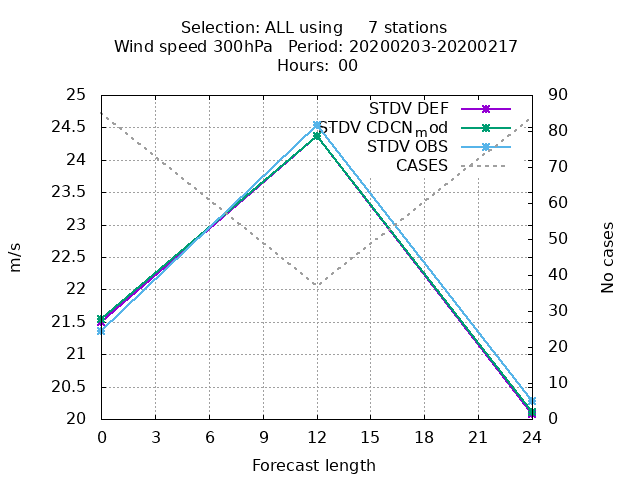 Selection: ALL using     7 stations
Wind speed 300hPa   Period: 20200203-20200217
Hours: 00
25
24.5
24
23.5
23
22.5
22
21.5
21
20.5
20
90
80
70
60
50
40
30
20
10
0
STDV DEF
STDV CDCN_mod
STDV OBS
CASES
m/s
No cases
0 3 6 9 12 15 18 21 24
Forecast length